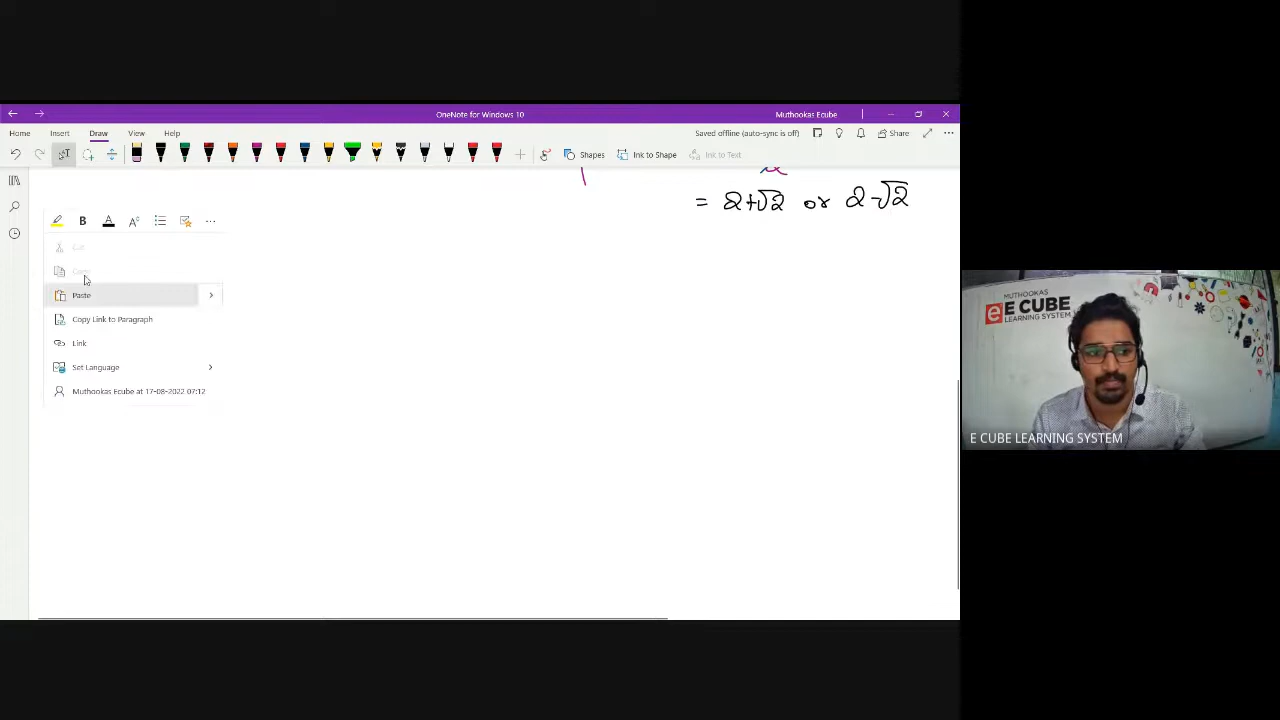 OneNote for Windows 10
Muthookas Ecube
Home Insert Draw View Help
Saved offline (auto-sync is off)
Share
Shapes
Ink to Shape
Ink to Text
= 2+√2 or 2-√2
B
A
A
Cut
Copy
Paste
Copy Link to Paragraph
Link
Set Language
Muthookas Ecube at 17-08-2022 07:12
MUTHOOKAS
e E CUBE
LEARNING SYSTEM
E CUBE LEARNING SYSTEM